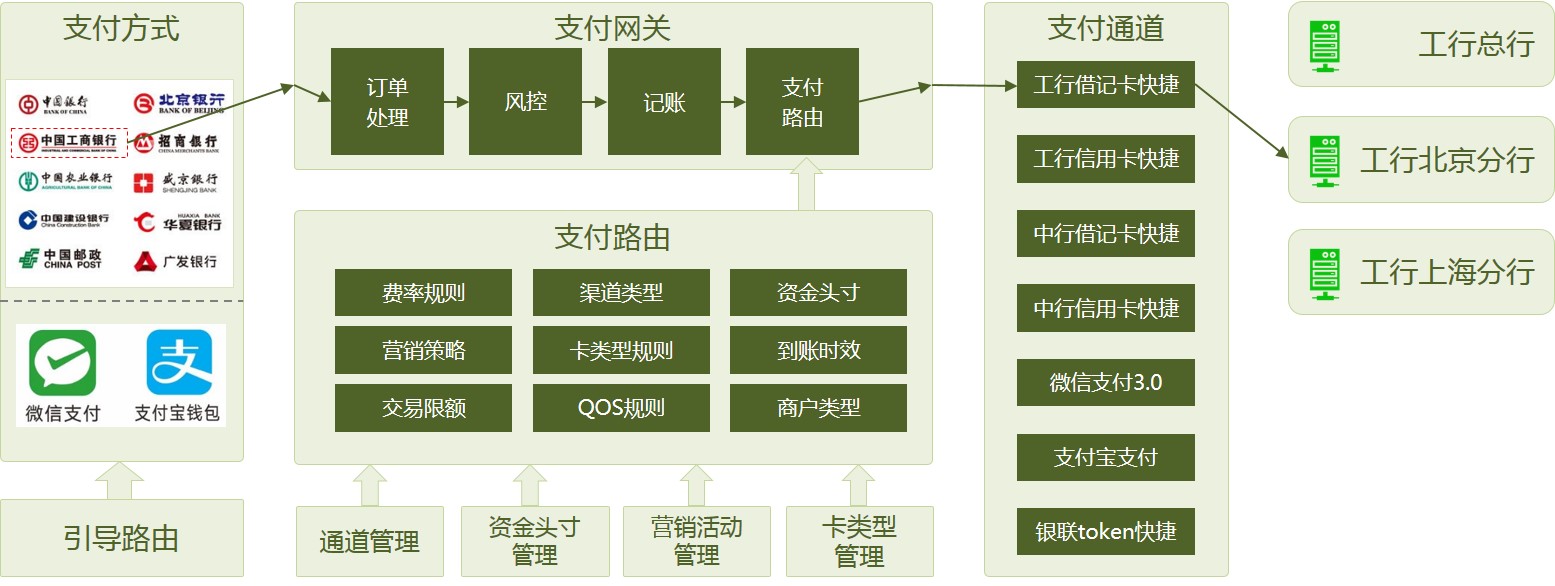 支付方式
中国银行
BANK OF CHINA
北京银行
BANK OF BEIJING
中国工商银行
INDUSTRIAL AND COMMERCIAL BANK OF CHINA
招商银行
CHINA MERCHANTS BANK
中国农业银行
AGRICULTURAL BANK OF CHINA
盛京银行
SHENGJING BANK
中国建设银行
China Construction Bank
HUAXIA BANK
华夏银行
中国邮政
CHINA POST
广发银行
微信支付
支付宝钱包
引导路由
支付网关
订单
处理
风控
记账
支付
路由
支付路由
费率规则
渠道类型
资金头寸
营销策略
卡类型规则
到账时效
交易限额
QOS规则
商户类型
通道管理
资金头寸
管理
营销活动
管理
卡类型
管理
支付通道
工行借记卡快捷
工行信用卡快捷
中行借记卡快捷
中行信用卡快捷
微信支付3.0
支付宝支付
银联token快捷
工行总行
工行北京分行
工行上海分行